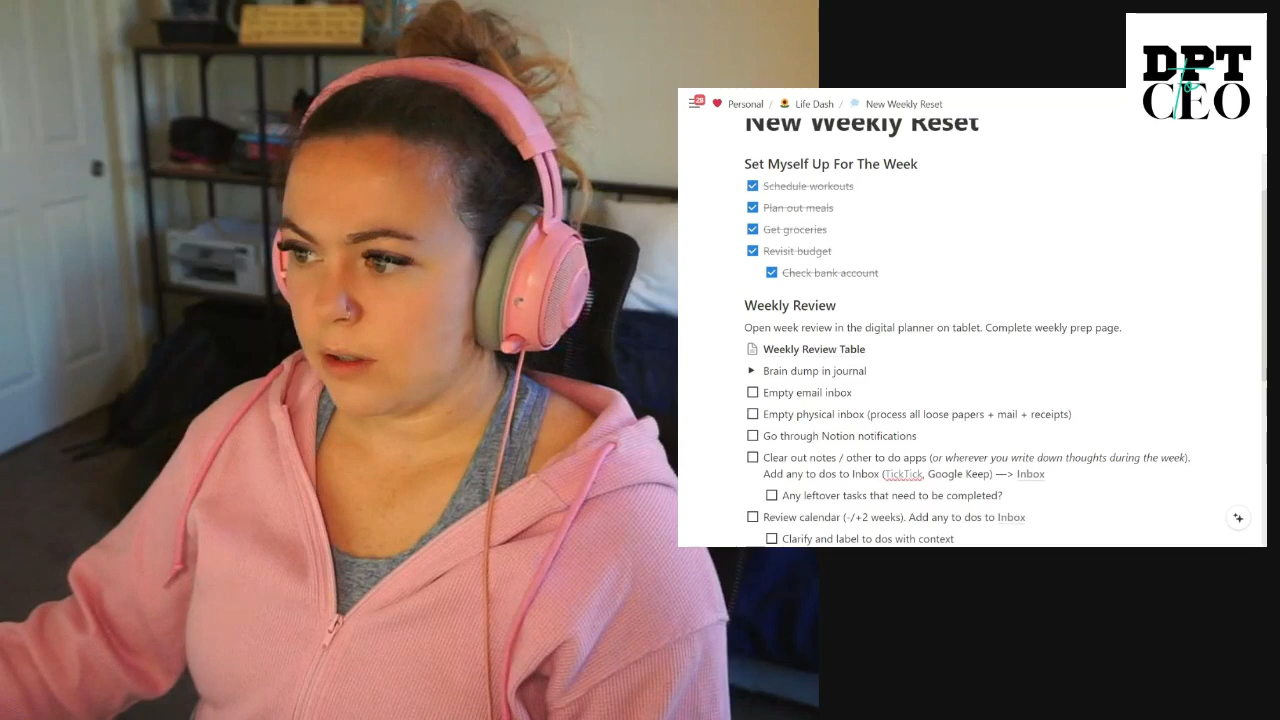 DPT
to
CEO
28
Personal / Life Dash / New Weekly Reset
New Weekly Reset
Set Myself Up For The Week
Schedule workouts
Plan out meals
Get groceries
Revisit budget
Check bank account
Weekly Review
Open week review in the digital planner on tablet. Complete weekly prep page.
Weekly Review Table
Brain dump in journal
Empty email inbox
Empty physical inbox (process all loose papers + mail + receipts)
Go through Notion notifications
Clear out notes / other to do apps (or wherever you write down thoughts during the week).
Add any to dos to Inbox (TickTick, Google Keep) —> Inbox
Any leftover tasks that need to be completed?
Review calendar (-/+2 weeks). Add any to dos to Inbox
Clarify and label to dos with context